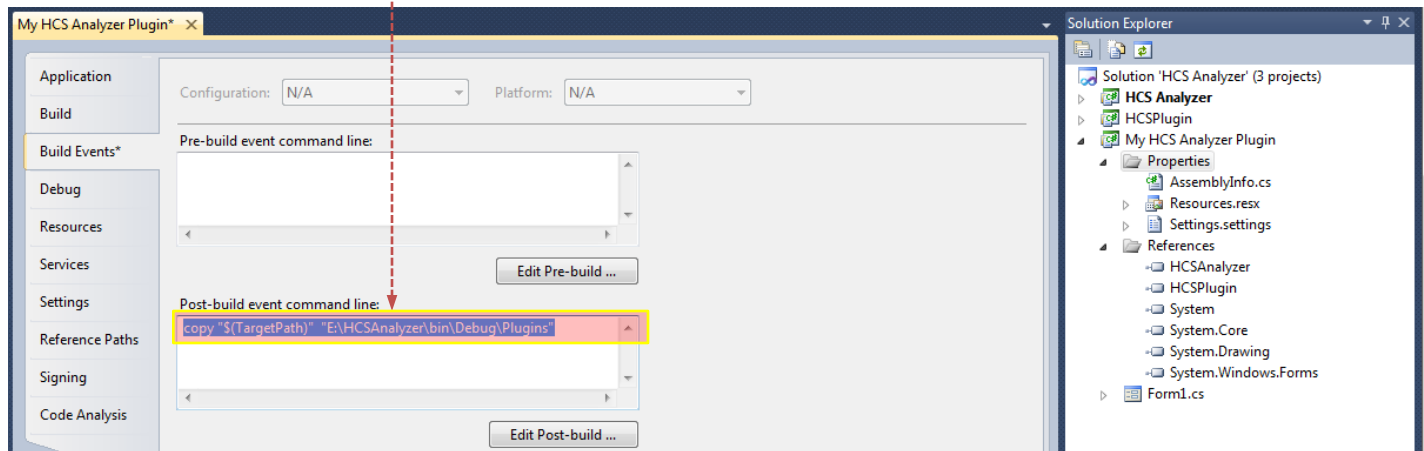 My HCS Analyzer Plugin*
Application
Build
Build Events*
Debug
Resources
Services
Settings
Reference Paths
Signing
Code Analysis
Configuration: N/A Platform: N/A
Pre-build event command line:
Edit Pre-build ...
Post-build event command line:
copy "$(TargetPath)" "E:\HCSAnalyzer\bin\Debug\Plugins"
Edit Post-build ...
Solution Explorer
Solution 'HCS Analyzer' (3 projects)
HCS Analyzer
HCSPlugin
My HCS Analyzer Plugin
Properties
AssemblyInfo.cs
Resources.resx
Settings.settings
References
HCSAnalyzer
HCSPlugin
System
System.Core
System.Drawing
System.Windows.Forms
Form1.cs